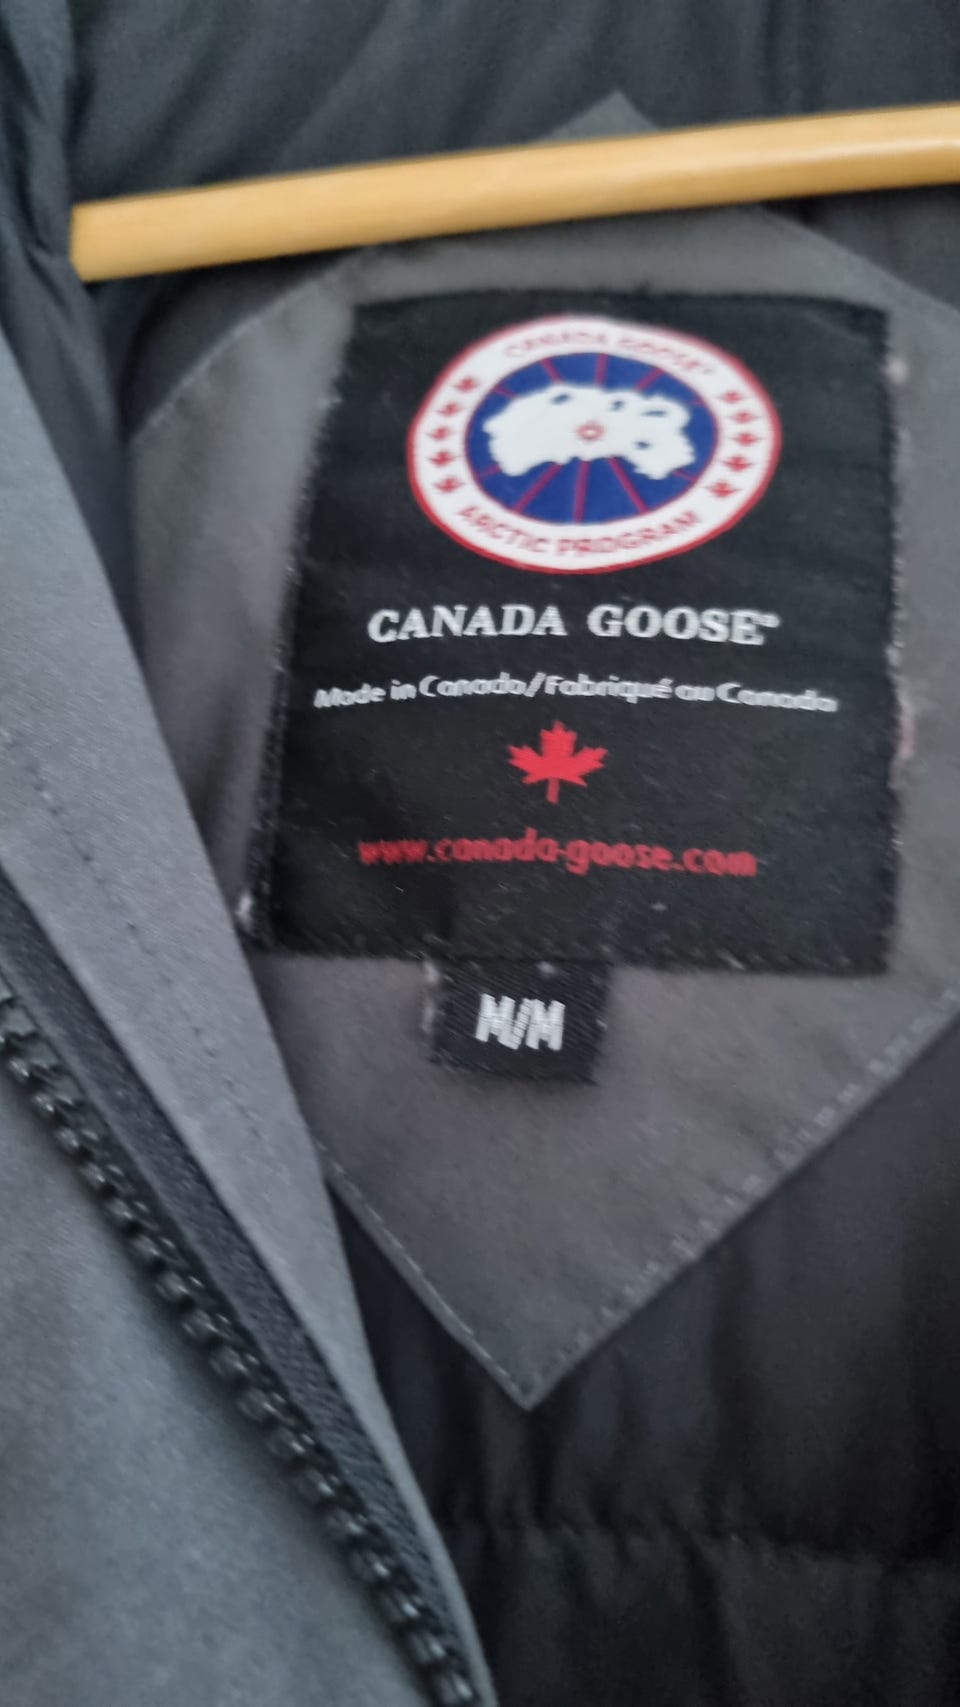 CANADA GOOSE®
ARCTIC PROGRAM
CANADA GOOSE®
Made in Canada/Fabriqué au Canada
www.canada-goose.com
M/M